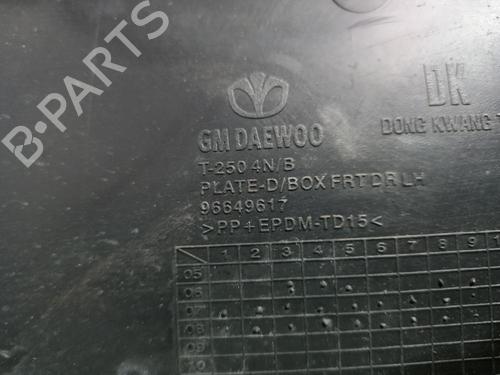 B-PARTS
GM DAEWOO
T-250 4N/B
PLATE-D/BOX FRT DR LH
96649617
>PP+EPDM-TD15<
DK
DONG KWANG
1 2 3 4 5 6 7 8 9
05
06
07
08
09
10